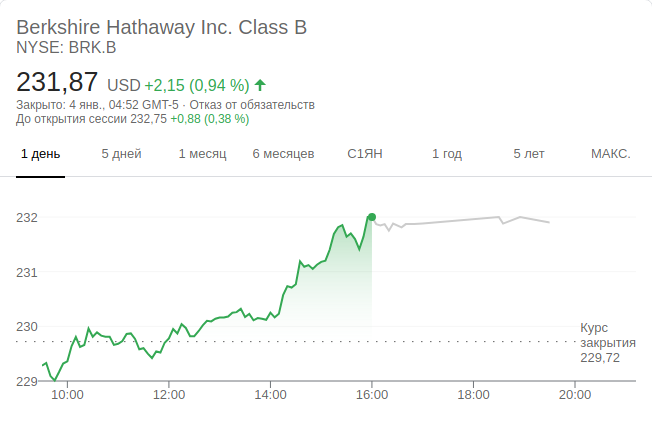 Berkshire Hathaway Inc. Class B
NYSE: BRK.B
231,87 USD +2,15 (0,94 %)
Закрыто: 4 янв., 04:52 GMT-5 · Отказ от обязательств
До открытия сессии 232,75 +0,88 (0,38 %)
1 день 5 дней 1 месяц 6 месяцев С1ЯН 1 год 5 лет МАКС.
232
231
230
Курс
закрытия
229,72
229
10:00 12:00 14:00 16:00 18:00 20:00